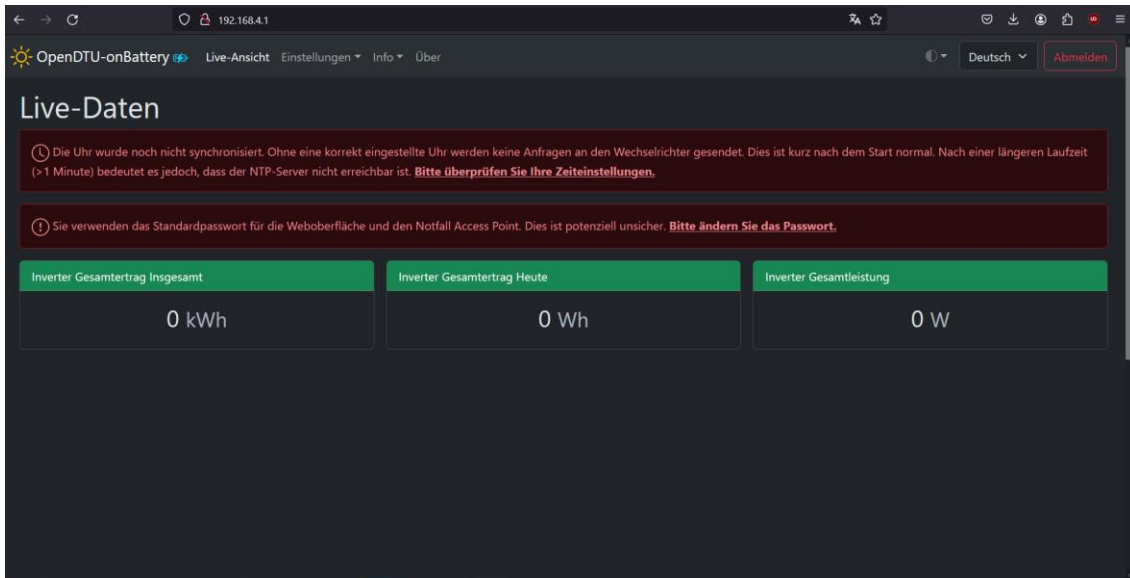 192.168.4.1
OpenDTU-onBattery Live-Ansicht Einstellungen Info Über Deutsch Abmelden
Live-Daten
Die Uhr wurde noch nicht synchronisiert. Ohne eine korrekt eingestellte Uhr werden keine Anfragen an den Wechselrichter gesendet. Dies ist kurz nach dem Start normal. Nach einer längeren Laufzeit
(>1 Minute) bedeutet es jedoch, dass der NTP-Server nicht erreichbar ist. Bitte überprüfen Sie Ihre Zeiteinstellungen.
Sie verwenden das Standardpasswort für die Weboberfläche und den Notfall Access Point. Dies ist potenziell unsicher. Bitte ändern Sie das Passwort.
Inverter Gesamtertrag Insgesamt
0 kWh
Inverter Gesamtertrag Heute
0 Wh
Inverter Gesamtleistung
0 W